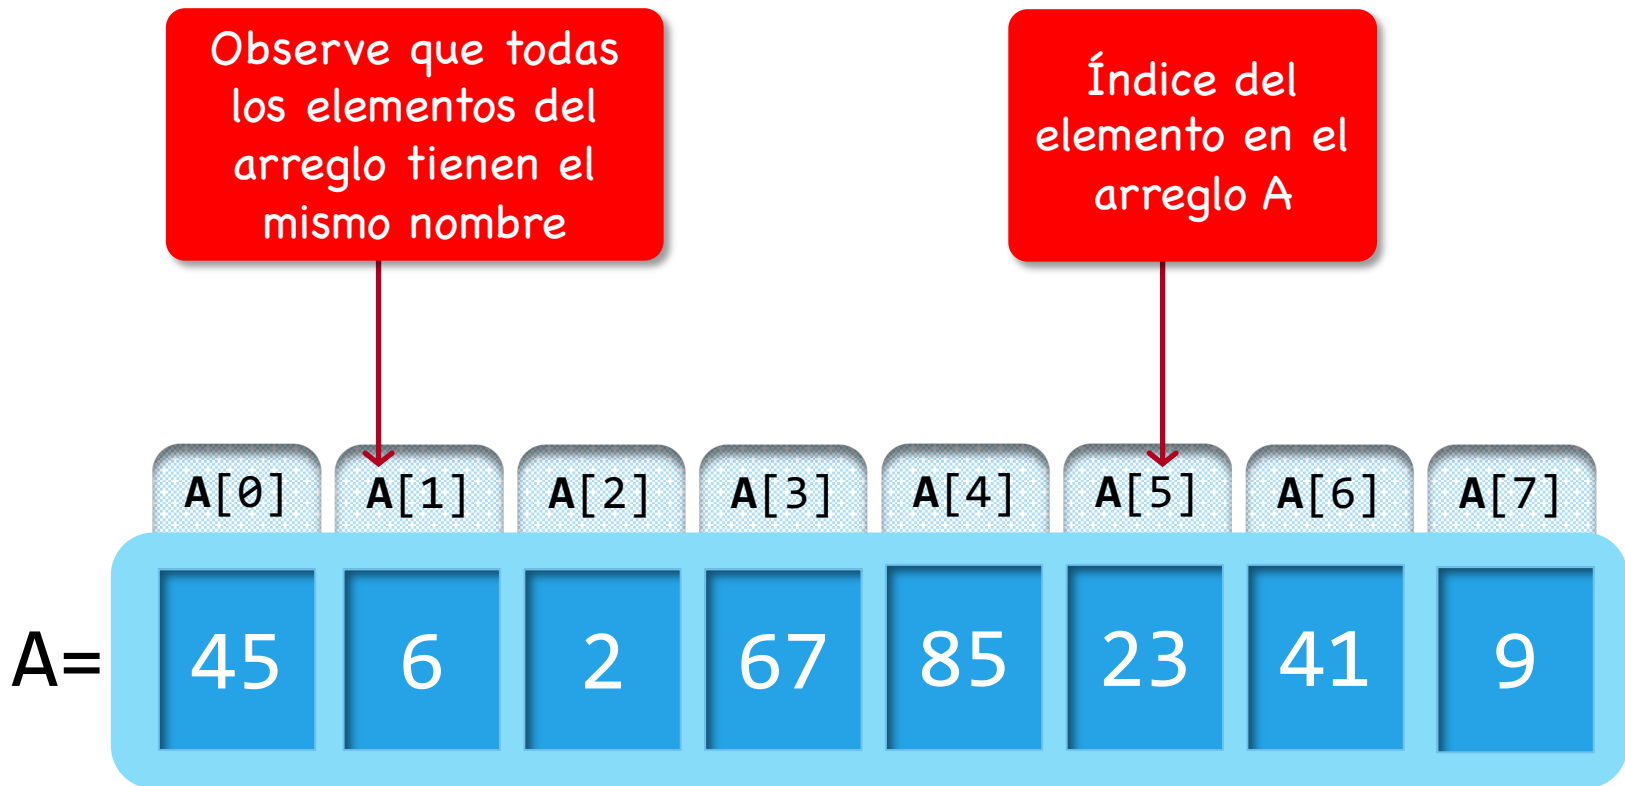 Observe que todas
los elementos del
arreglo tienen el
mismo nombre
Índice del
elemento en el
arreglo A
A[0] A[1] A[2] A[3] A[4] A[5] A[6] A[7]
A= 45 6 2 67 85 23 41 9